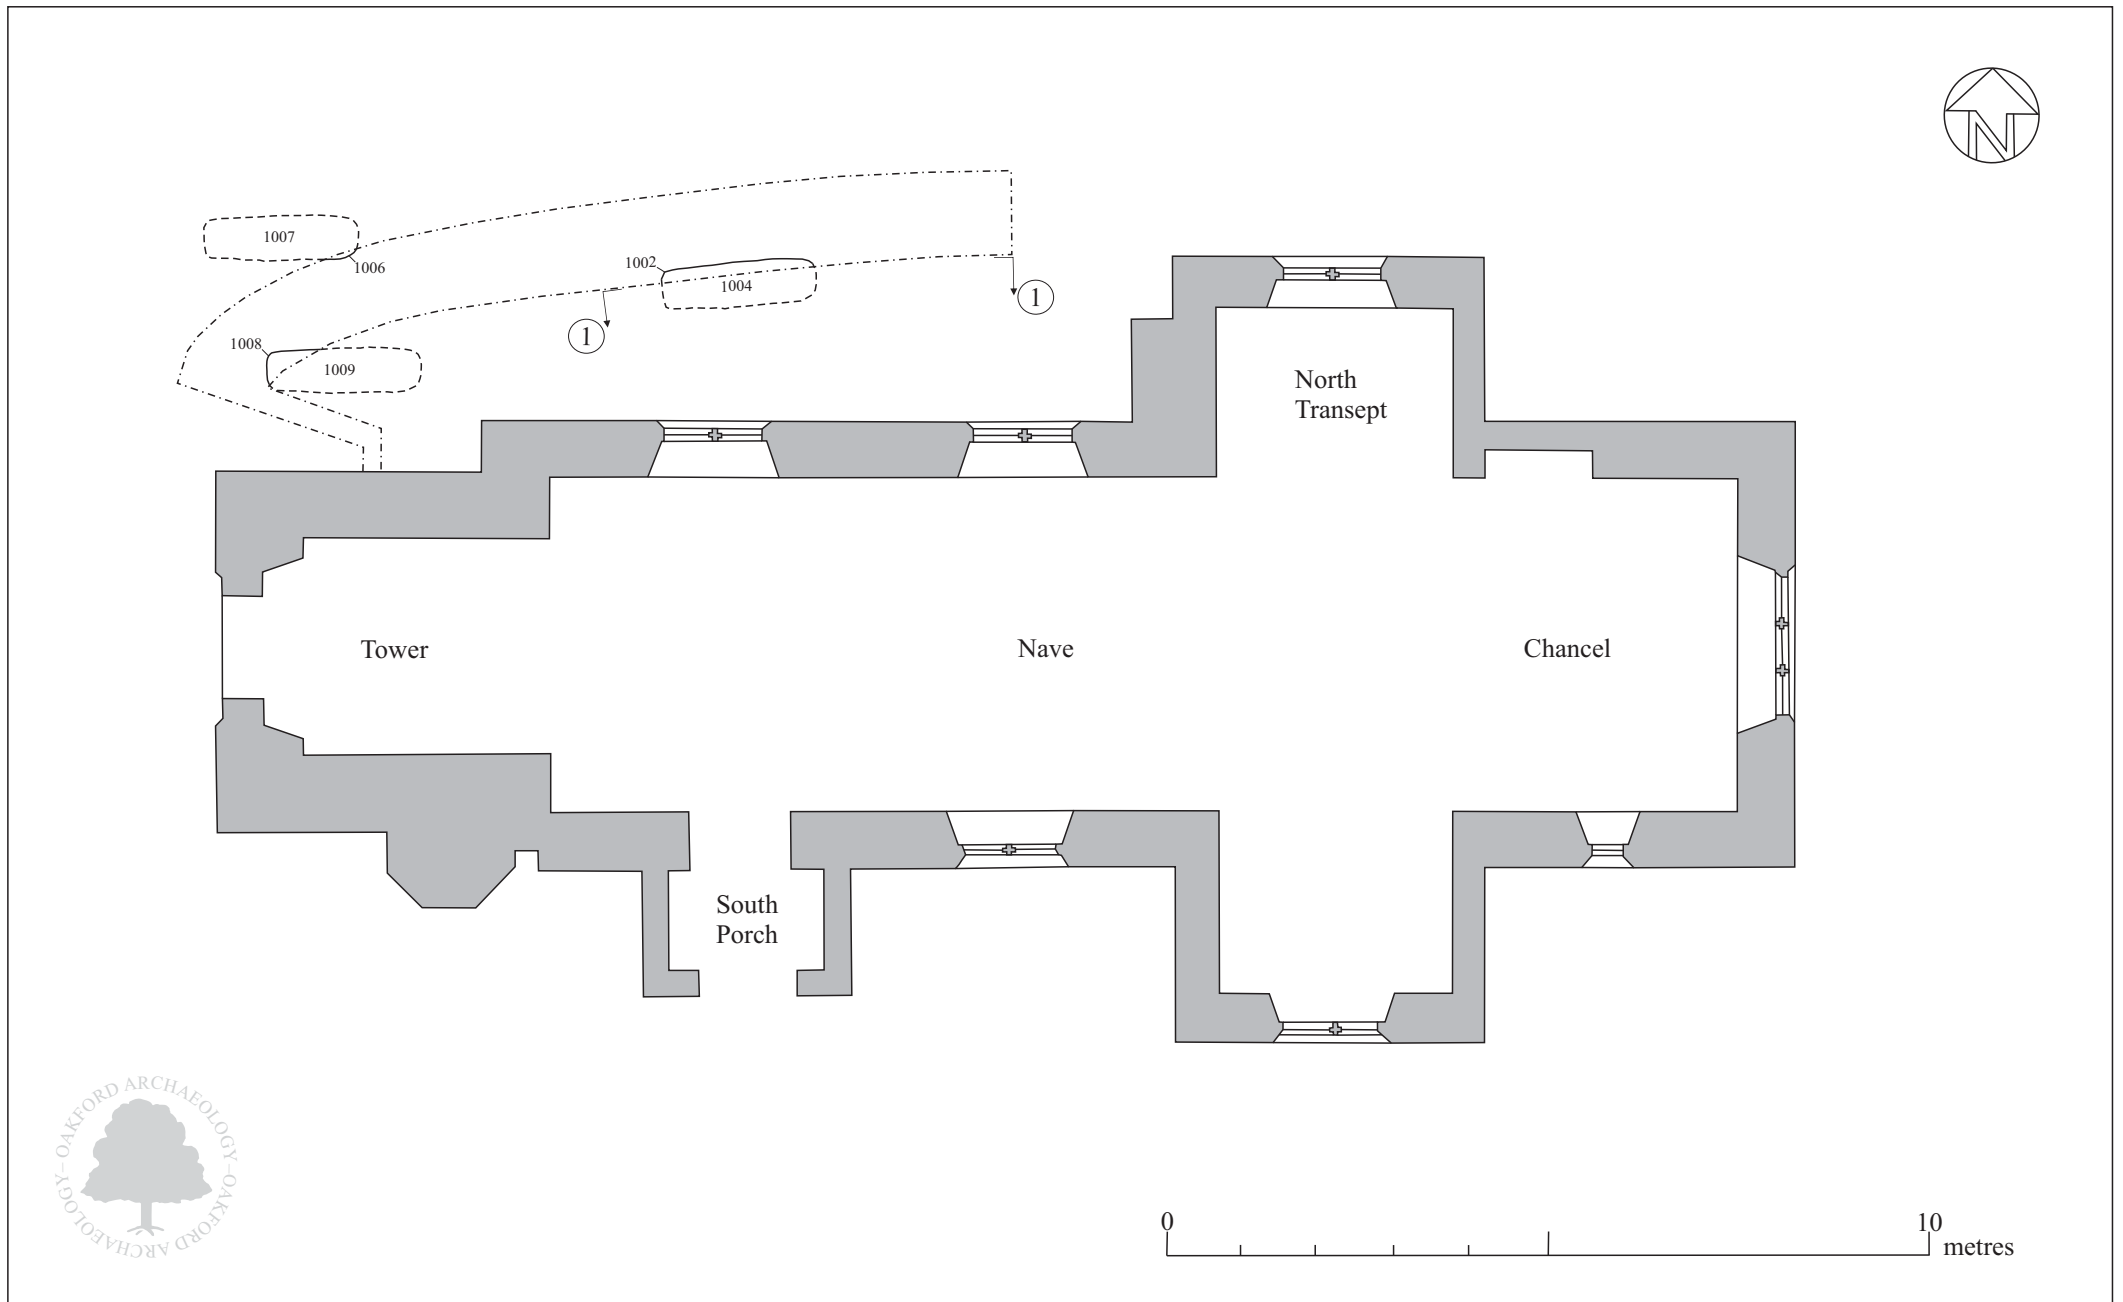 N
1007
1006
1002
1004
1
1
1008
1009
North
Transept
Tower
Nave
Chancel
South
Porch
OAKFORD ARCHAEOLOGY – OAKFORD ARCHAEOLOGY –
0
10
metres